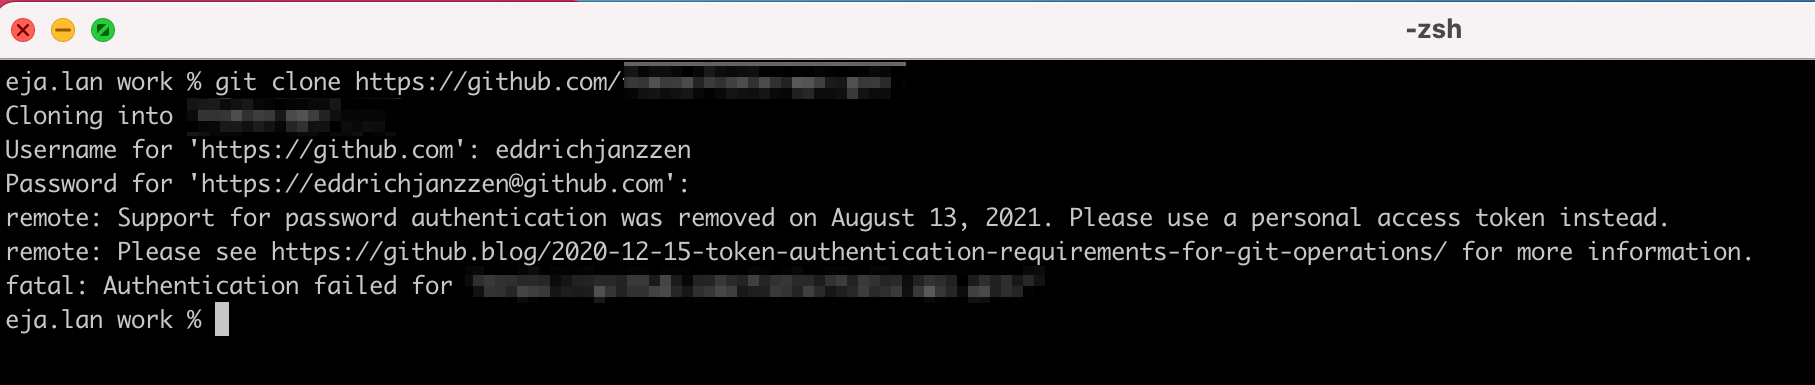 -zsh
eja.lan work % git clone https://github.com/
Cloning into
Username for 'https://github.com': eddrichjanzzen
Password for 'https://eddrichjanzzen@github.com':
remote: Support for password authentication was removed on August 13, 2021. Please use a personal access token instead.
remote: Please see https://github.blog/2020-12-15-token-authentication-requirements-for-git-operations/ for more information.
fatal: Authentication failed for
eja.lan work %